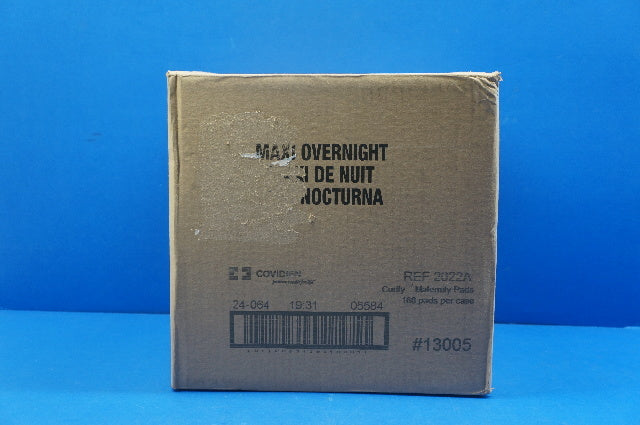 MAXI OVERNIGHT
DE NUIT
NOCTURNA
COVIDIEN
REF 2022A
Curity Maternity Pads
168 pads per case
24-064 19:31 05584
#13005